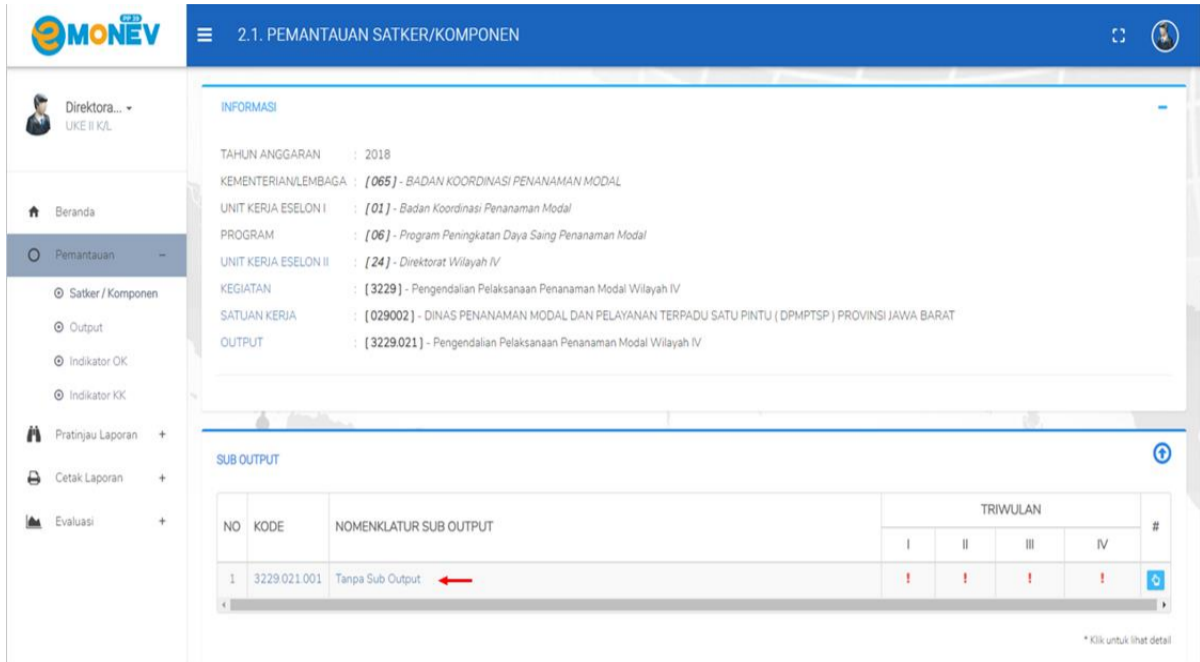 PP 39
eMONEV
2.1. PEMANTAUAN SATKER/KOMPONEN
Direktora...
UKE II K/L
Beranda
Pemantauan -
Satker / Komponen
Output
Indikator OK
Indikator KK
Pratinjau Laporan +
Cetak Laporan +
Evaluasi +
INFORMASI
TAHUN ANGGARAN : 2018
KEMENTERIAN/LEMBAGA : [ 065 ] - BADAN KOORDINASI PENANAMAN MODAL
UNIT KERJA ESELON I : [ 01 ] - Badan Koordinasi Penanaman Modal
PROGRAM : [ 06 ] - Program Peningkatan Daya Saing Penanaman Modal
UNIT KERJA ESELON II : [ 24 ] - Direktorat Wilayah IV
KEGIATAN : [ 3229 ] - Pengendalian Pelaksanaan Penanaman Modal Wilayah IV
SATUAN KERJA : [ 029002 ] - DINAS PENANAMAN MODAL DAN PELAYANAN TERPADU SATU PINTU ( DPMPTSP ) PROVINSI JAWA BARAT
OUTPUT : [ 3229.021 ] - Pengendalian Pelaksanaan Penanaman Modal Wilayah IV
SUB OUTPUT
NO KODE NOMENKLATUR SUB OUTPUT TRIWULAN #
I II III IV
1 3229.021.001 Tanpa Sub Output ! ! ! !
* Klik untuk lihat detail